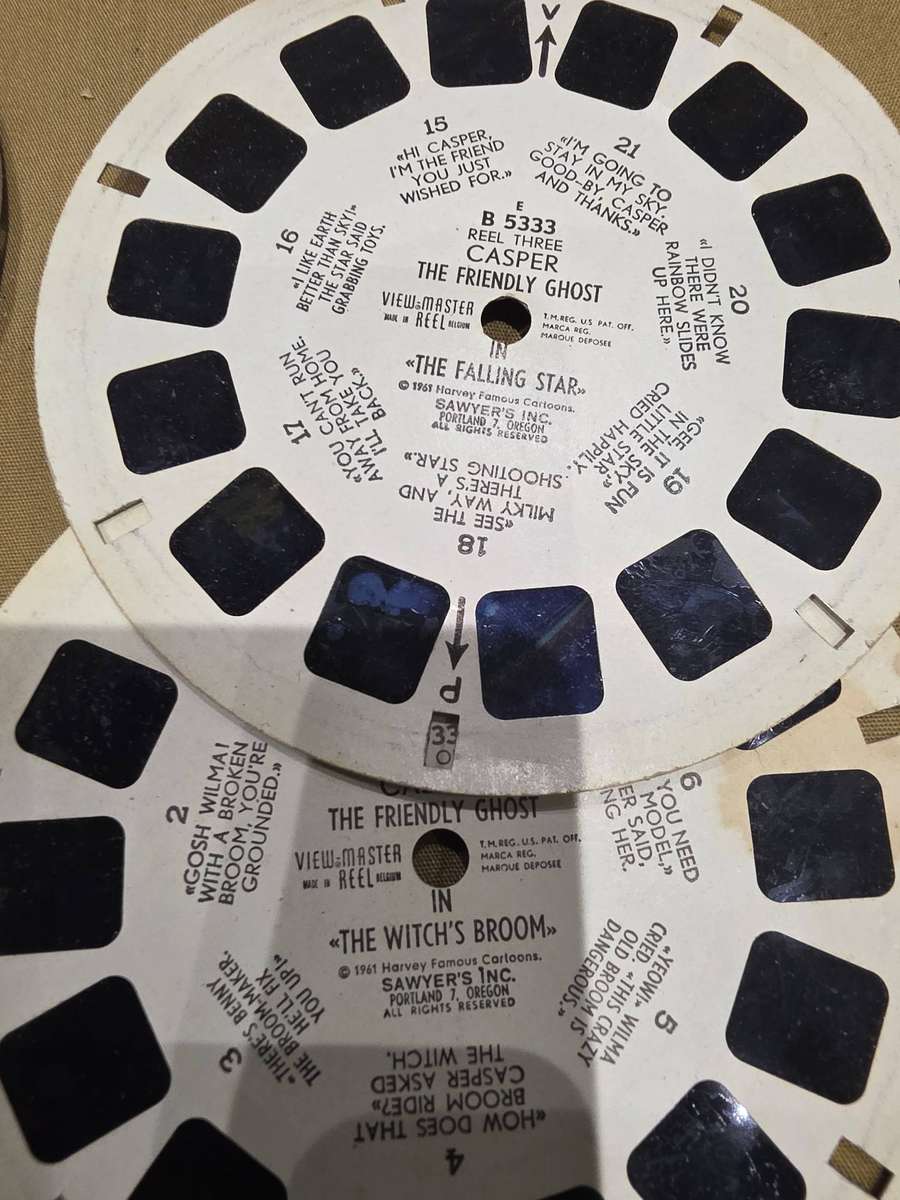 V
15
«HI CASPER,
I'M THE FRIEND
YOU JUST
WISHED FOR.»
21
«I'M GOING TO
STAY IN MY SKY.
GOOD-BY, CASPER
AND THANKS.»
E
B 5333
REEL THREE
CASPER
THE FRIENDLY GHOST
VIEW-MASTER
MADE IN REEL BELGIUM
T.M. REG. U.S. PAT. OFF.
MARCA REG.
MARQUE DEPOSEE
IN
«THE FALLING STAR»
© 1961 Harvey Famous Cartoons.
SAWYER'S INC.
PORTLAND 7, OREGON
ALL RIGHTS RESERVED
16
«I LIKE EARTH
BETTER THAN SKY!»
THE STAR SAID
GRABBING TOYS.
17
«YOU CAN'T RUN
AWAY FROM HOME.
I'LL TAKE YOU
BACK.»
18
«SEE THE
MILKY WAY, AND
THERE'S A
SHOOTING STAR.»
19
«GEE, IT IS FUN
IN THE SKY,»
LITTLE STAR
CRIED HAPPILY.
20
«I DIDN'T KNOW
THERE WERE
RAINBOW SLIDES
UP HERE.»
33
THE FRIENDLY GHOST
VIEW-MASTER
MADE IN REEL BELGIUM
T.M. REG. U.S. PAT. OFF.
MARCA REG.
MARQUE DEPOSEE
IN
«THE WITCH'S BROOM»
© 1961 Harvey Famous Cartoons.
SAWYER'S INC.
PORTLAND 7, OREGON
ALL RIGHTS RESERVED
2
«GOSH WILMA!
WITH A BROKEN
BROOM, YOU'RE
GROUNDED.»
3
«THERE'S BENNY
THE BROOM-MAKER.
HE'LL FIX
YOU UP!»
4
«HOW DOES THAT
BROOM RIDE?»
CASPER ASKED
THE WITCH.
5
«YEOW!» WILMA
CRIED «THIS CRAZY
OLD BROOM IS
DANGEROUS.»
6
YOU NEED
MODEL,»
ER SAID,
NG HER.